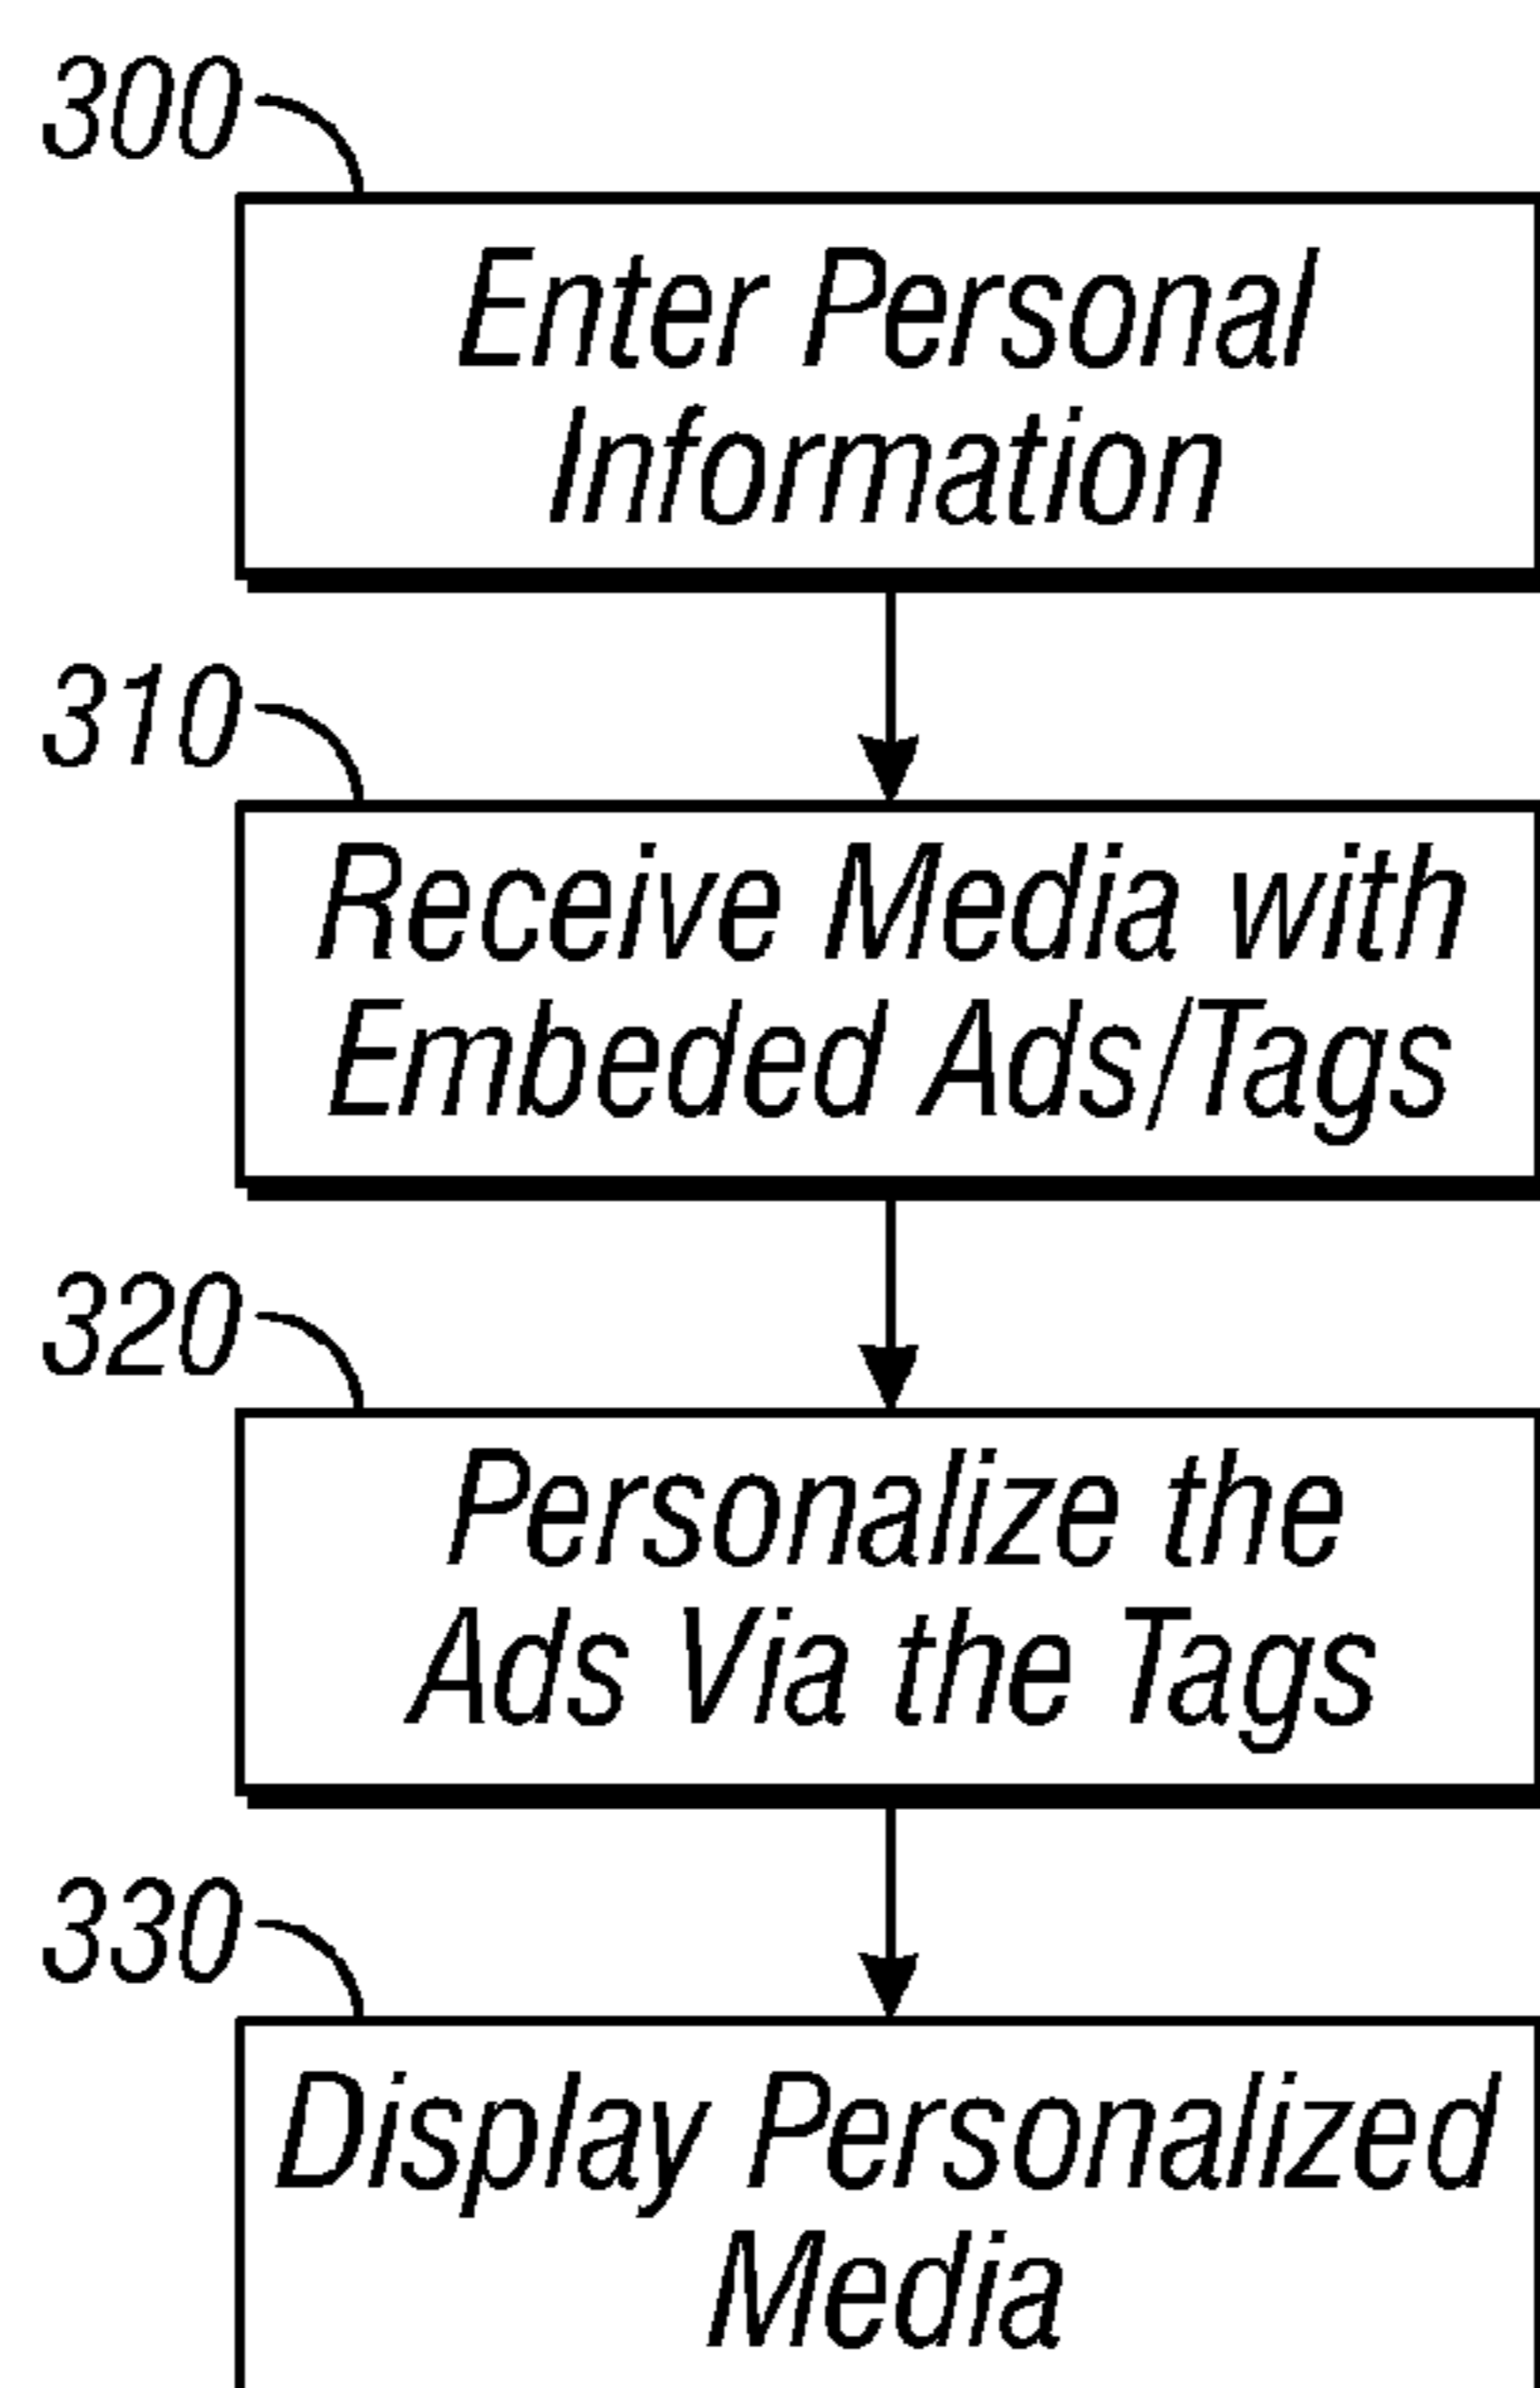 300
Enter Personal
Information
310
Receive Media with
Embeded Ads/Tags
320
Personalize the
Ads Via the Tags
330
Display Personalized
Media